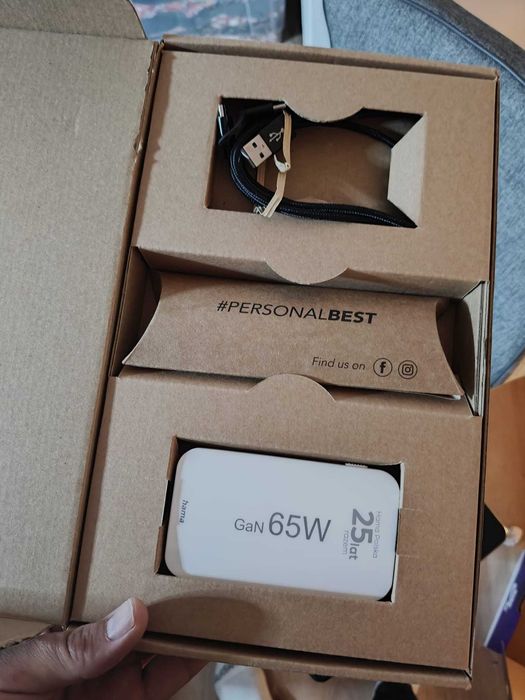 #PERSONALBEST
Find us on
hama
GaN 65W
Hama Polska
25 lat
razem